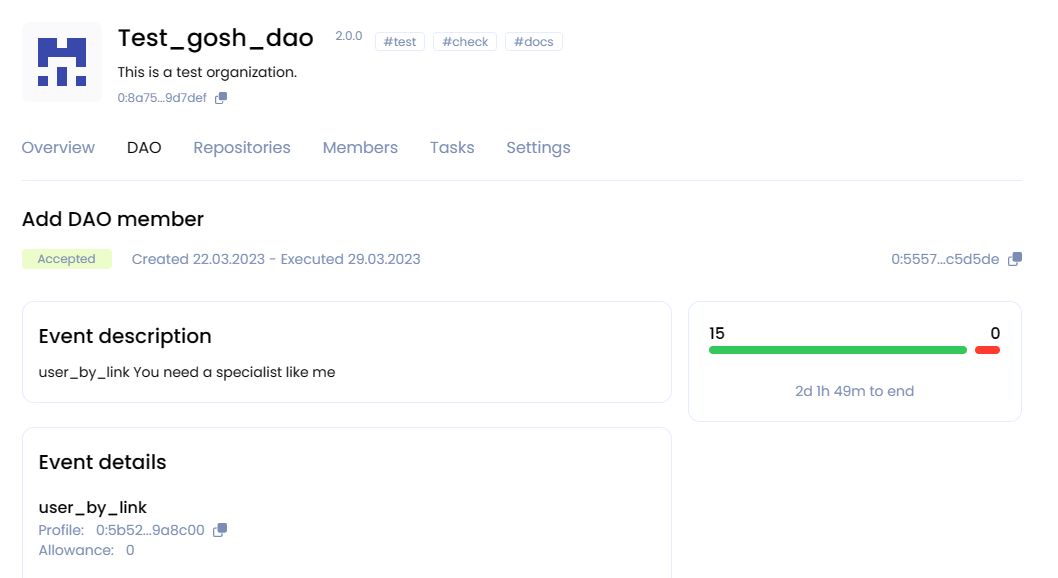 Test_gosh_dao 2.0.0 #test #check #docs
This is a test organization.
0:8a75...9d7def
Overview DAO Repositories Members Tasks Settings
Add DAO member
Accepted Created 22.03.2023 - Executed 29.03.2023 0:5557...c5d5de
Event description
user_by_link You need a specialist like me
15 0
2d 1h 49m to end
Event details
user_by_link
Profile: 0:5b52...9a8c00
Allowance: 0